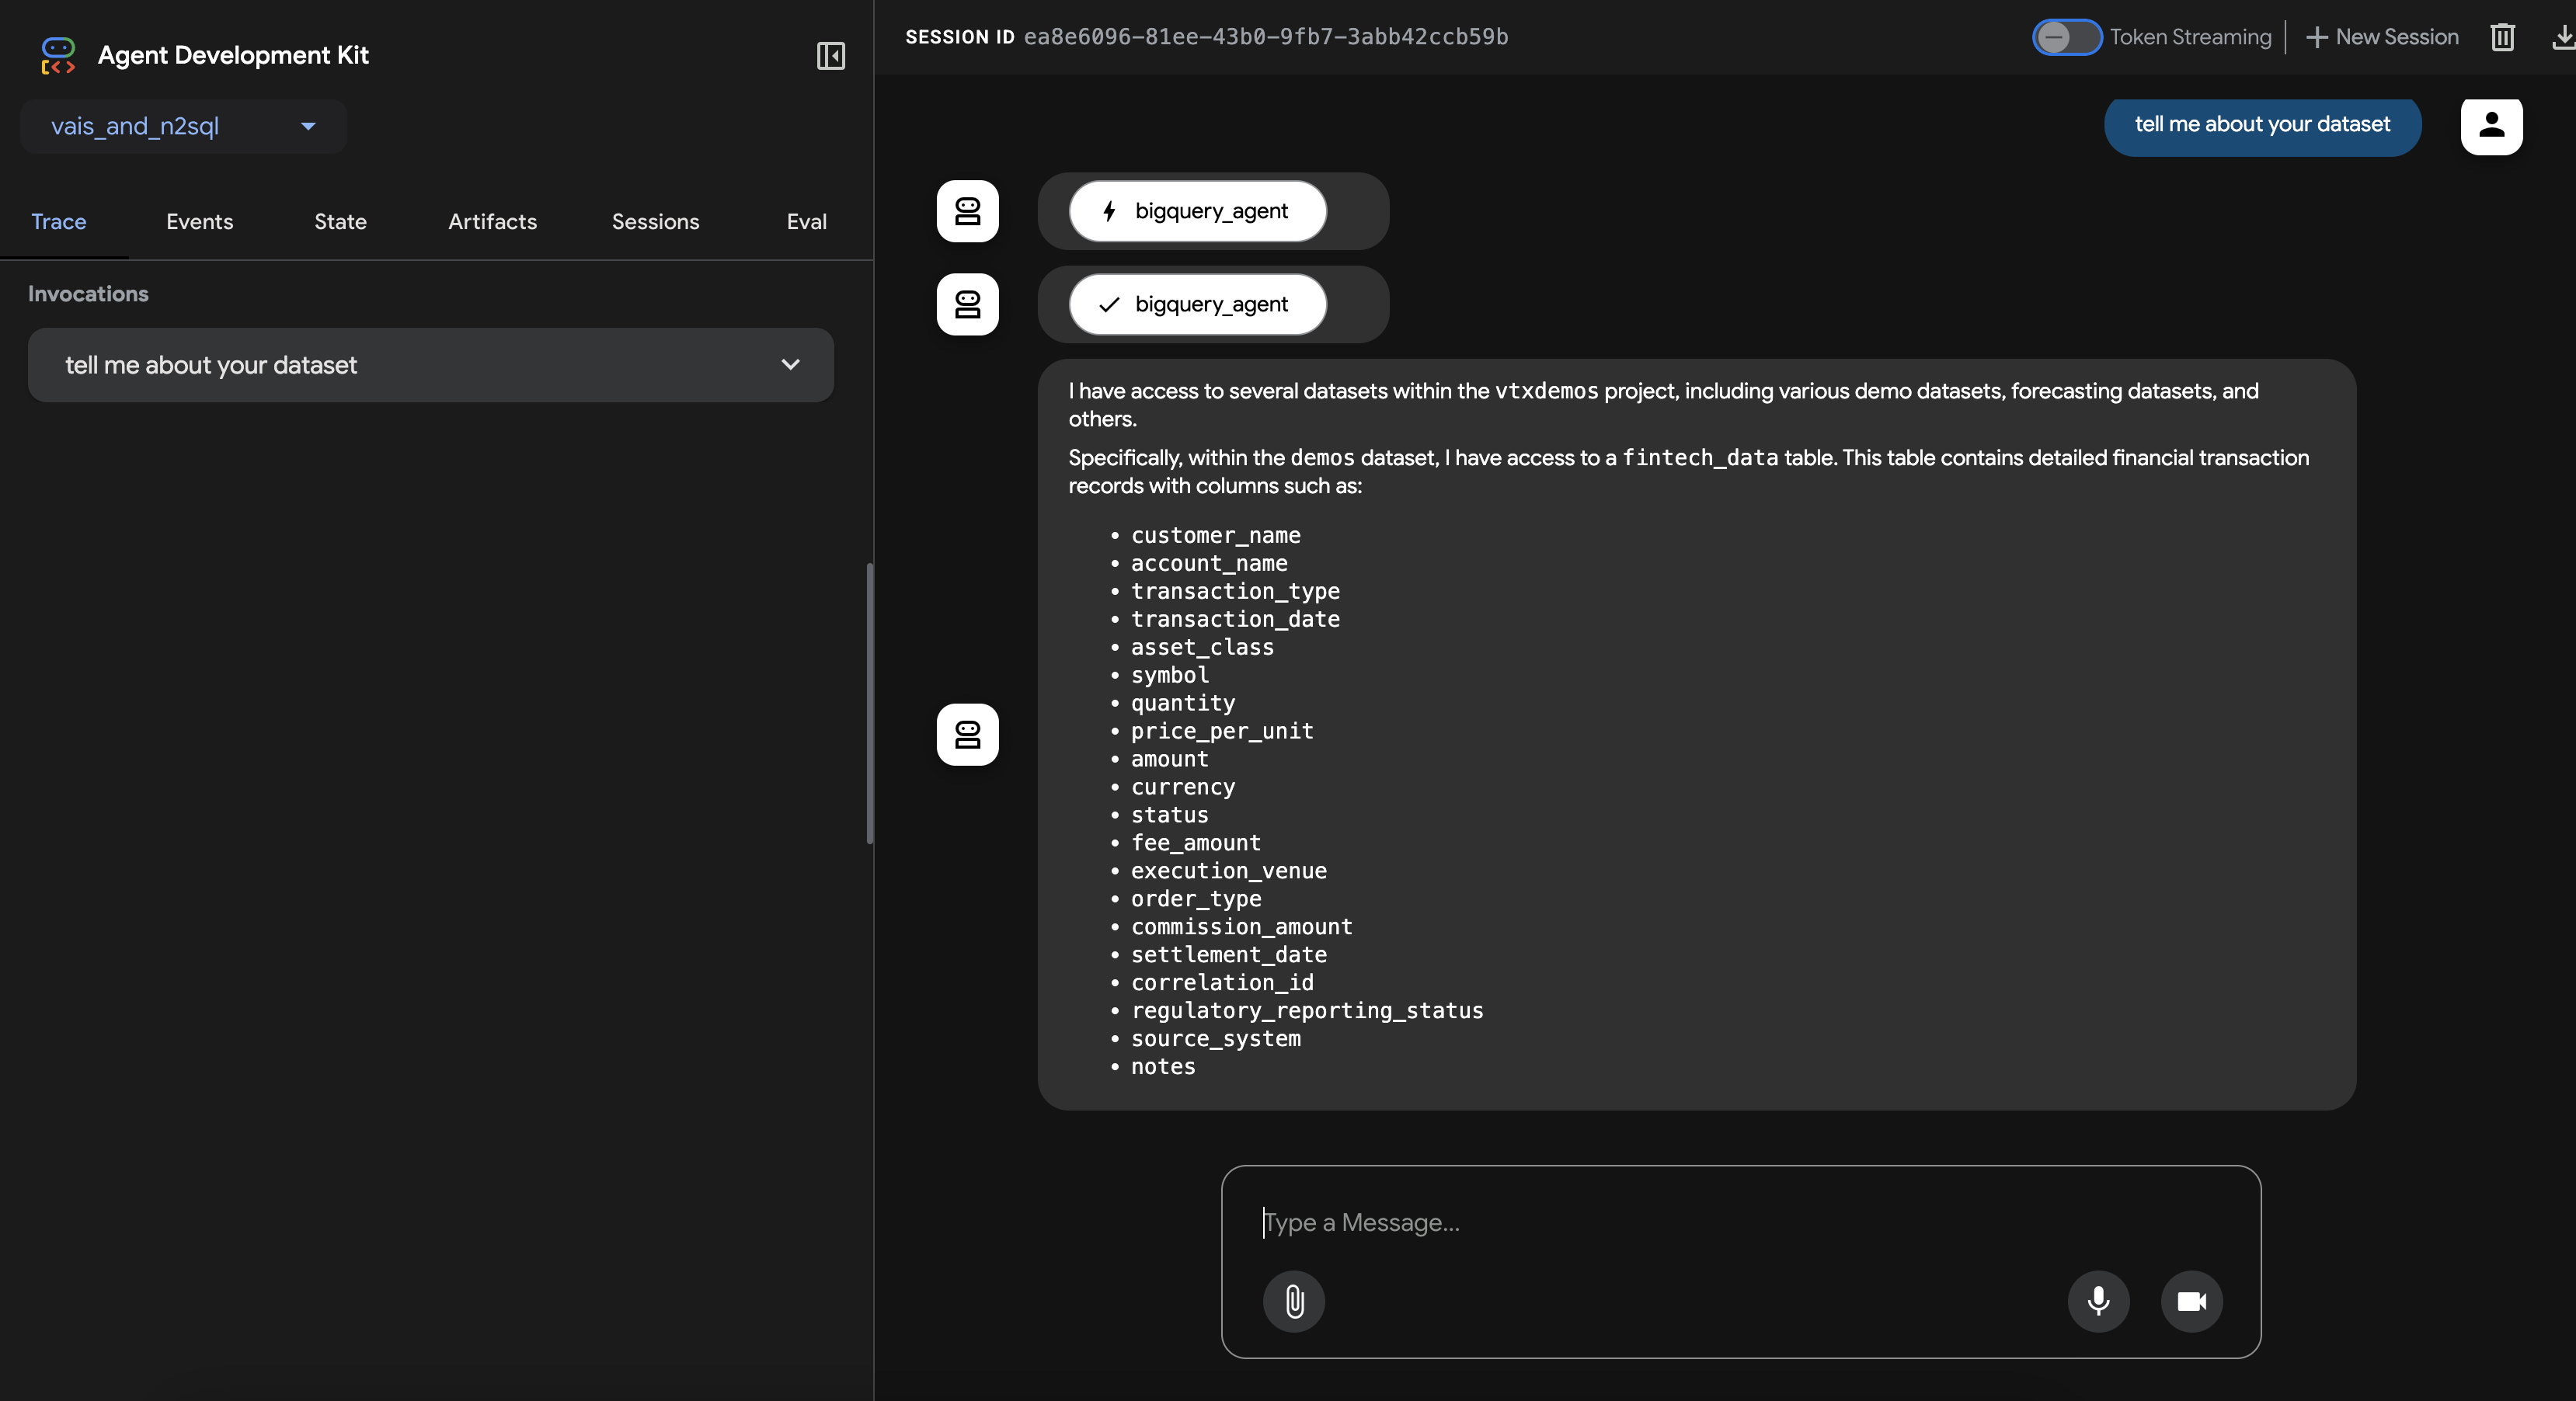 Agent Development Kit
vais_and_n2sql
Trace
Events
State
Artifacts
Sessions
Eval
Invocations
tell me about your dataset
SESSION ID ea8e6096-81ee-43b0-9fb7-3abb42ccb59b
Token Streaming
New Session
tell me about your dataset
bigquery_agent
bigquery_agent
I have access to several datasets within the vtxdemos project, including various demo datasets, forecasting datasets, and
others.
Specifically, within the demos dataset, I have access to a fintech_data table. This table contains detailed financial transaction
records with columns such as:
• customer_name
• account_name
• transaction_type
• transaction_date
• asset_class
• symbol
• quantity
• price_per_unit
• amount
• currency
• status
• fee_amount
• execution_venue
• order_type
• commission_amount
• settlement_date
• correlation_id
• regulatory_reporting_status
• source_system
• notes
Type a Message...